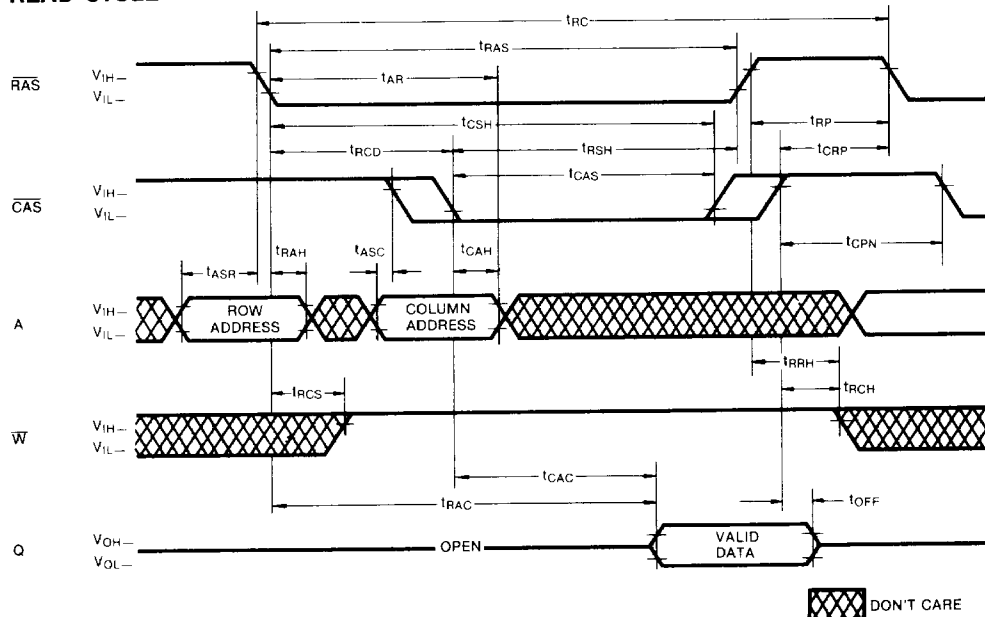 tRC
tRAS
tAR
RAS
VIH
VIL
tCSH
tRP
tRCD
tRSH
tCRP
tCAS
CAS
VIH
VIL
tRAH
tASC
tCAH
tCPN
tASR
A
VIH
VIL
ROW
ADDRESS
COLUMN
ADDRESS
tRRH
tRCS
tRCH
W
VIH
VIL
tCAC
tRAC
tOFF
Q
VOH
VOL
OPEN
VALID
DATA
DON'T CARE